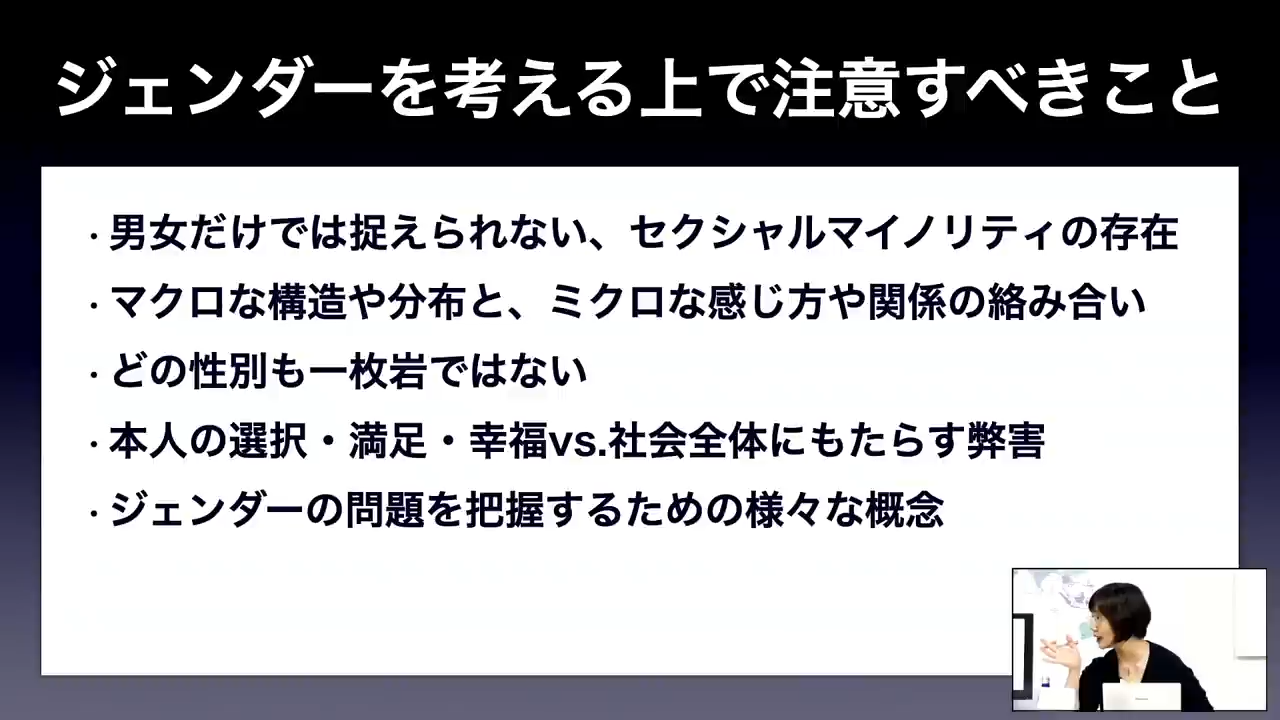 ジェンダーを考える上で注意すべきこと
・男女だけでは捉えられない、セクシャルマイノリティの存在
・マクロな構造や分布と、ミクロな感じ方や関係の絡み合い
・どの性別も一枚岩ではない
・本人の選択・満足・幸福vs.社会全体にもたらす弊害
・ジェンダーの問題を把握するための様々な概念